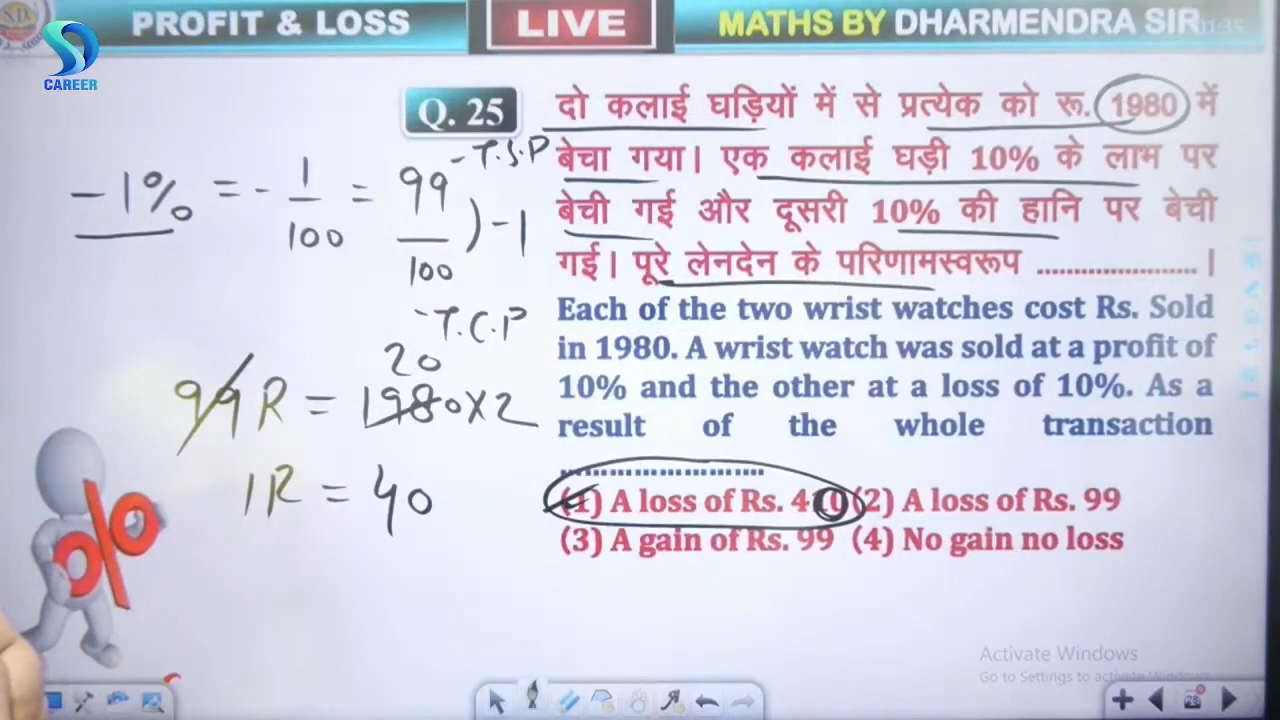 PROFIT & LOSS
LIVE
MATHS BY DHARMENDRA SIR
CAREER
Q. 25
दो कलाई घड़ियों में से प्रत्येक को रू. 1980 में
बेचा गया। एक कलाई घड़ी 10% के लाभ पर
बेची गई और दूसरी 10% की हानि पर बेची
गई। पूरे लेनदेन के परिणामस्वरूप .....................।
Each of the two wrist watches cost Rs. Sold
in 1980. A wrist watch was sold at a profit of
10% and the other at a loss of 10%. As a
result of the whole transaction
...........................
(1) A loss of Rs. 40 (2) A loss of Rs. 99
(3) A gain of Rs. 99 (4) No gain no loss
-1% = -1/100 = 99/100 ) -1
-T.S.P
-T.C.P
20
99R = 1980x2
1R = 40
%
Activate Windows
Go to Settings to activate Windows.